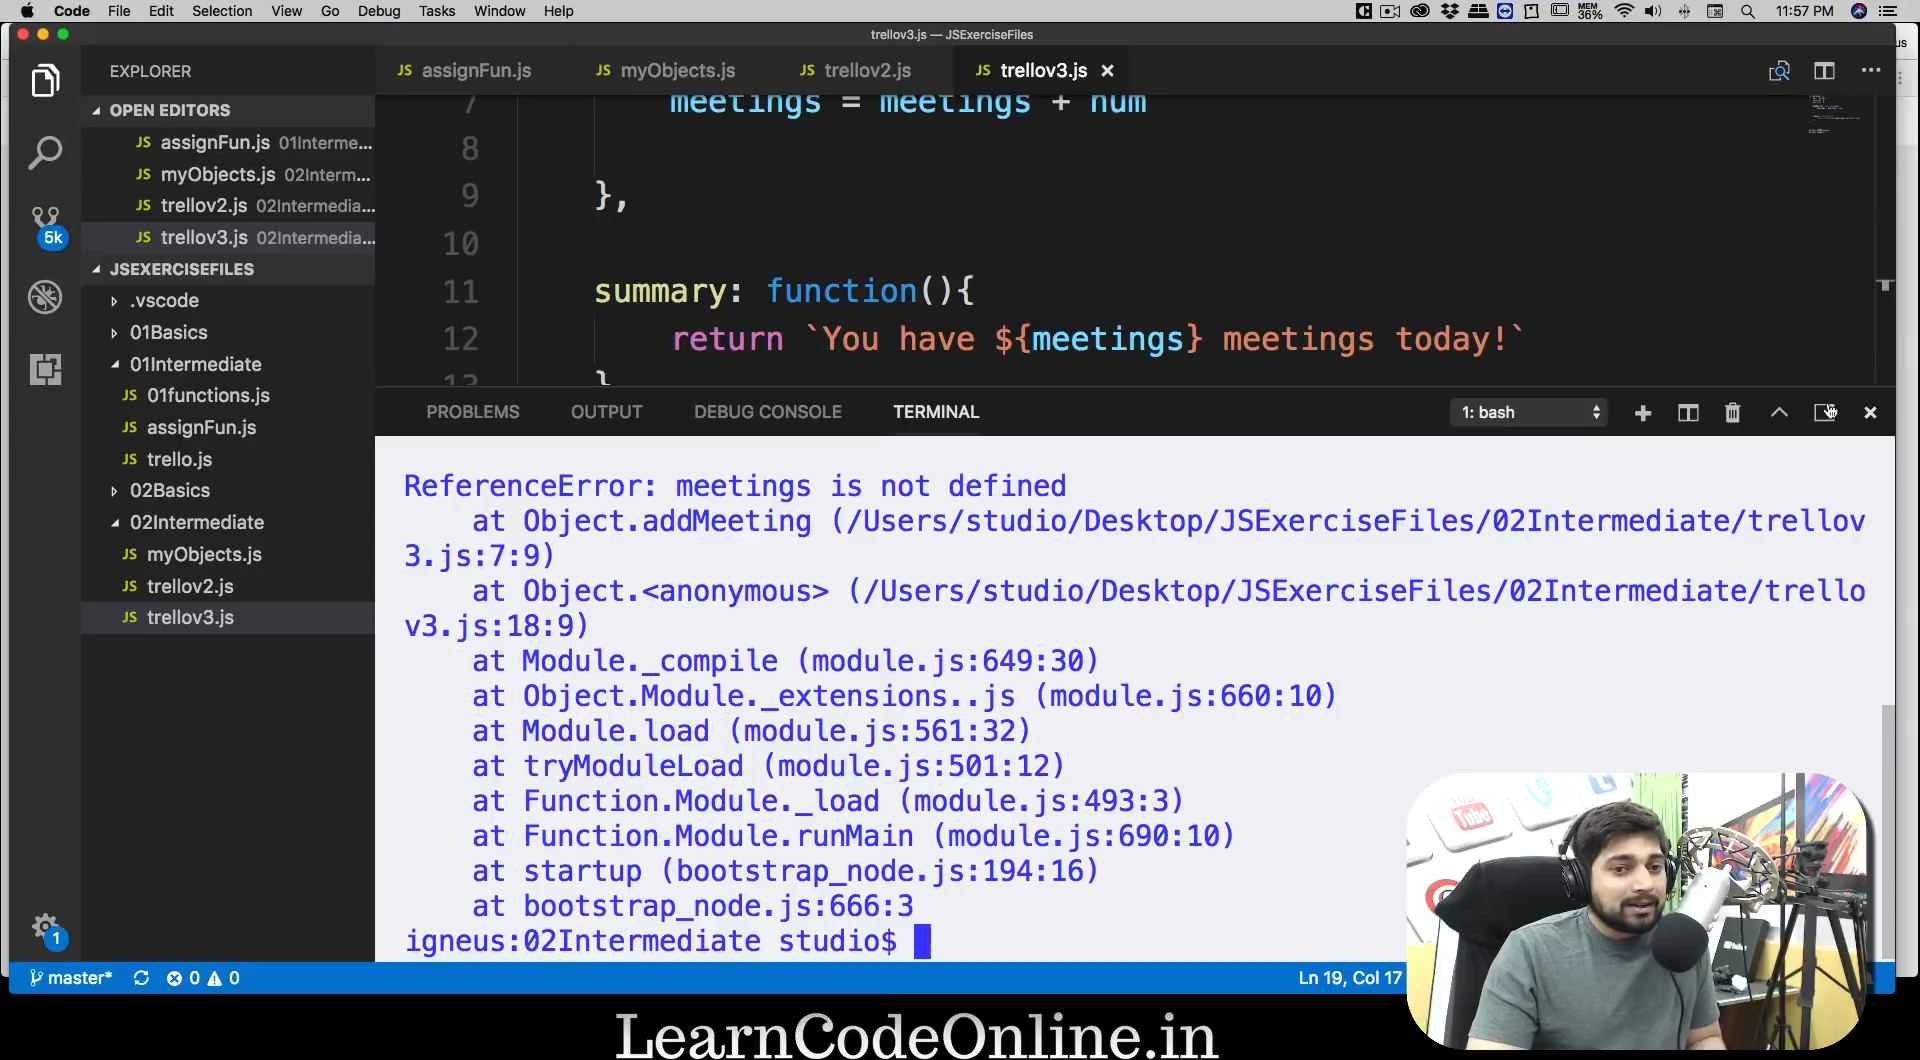 Code File Edit Selection View Go Debug Tasks Window Help MEM 36% 11:57 PM
trellov3.js — JSExerciseFiles
EXPLORER
JS assignFun.js JS myObjects.js JS trellov2.js JS trellov3.js
OPEN EDITORS
JS assignFun.js 01Interme...
JS myObjects.js 02Interm...
JS trellov2.js 02Intermedia...
JS trellov3.js 02Intermedia...
5k
JSEXERCISEFILES
.vscode
01Basics
01Intermediate
JS 01functions.js
JS assignFun.js
JS trello.js
02Basics
02Intermediate
JS myObjects.js
JS trellov2.js
JS trellov3.js
1
7 meetings = meetings + num
8
9 },
10
11 summary: function(){
12 return `You have ${meetings} meetings today!`
13 }
PROBLEMS OUTPUT DEBUG CONSOLE TERMINAL 1: bash
ReferenceError: meetings is not defined
at Object.addMeeting (/Users/studio/Desktop/JSExerciseFiles/02Intermediate/trellov
3.js:7:9)
at Object.<anonymous> (/Users/studio/Desktop/JSExerciseFiles/02Intermediate/trello
v3.js:18:9)
at Module._compile (module.js:649:30)
at Object.Module._extensions..js (module.js:660:10)
at Module.load (module.js:561:32)
at tryModuleLoad (module.js:501:12)
at Function.Module._load (module.js:493:3)
at Function.Module.runMain (module.js:690:10)
at startup (bootstrap_node.js:194:16)
at bootstrap_node.js:666:3
igneus:02Intermediate studio$
master* 0 0 Ln 19, Col 17
You Tube
LearnCodeOnline.in